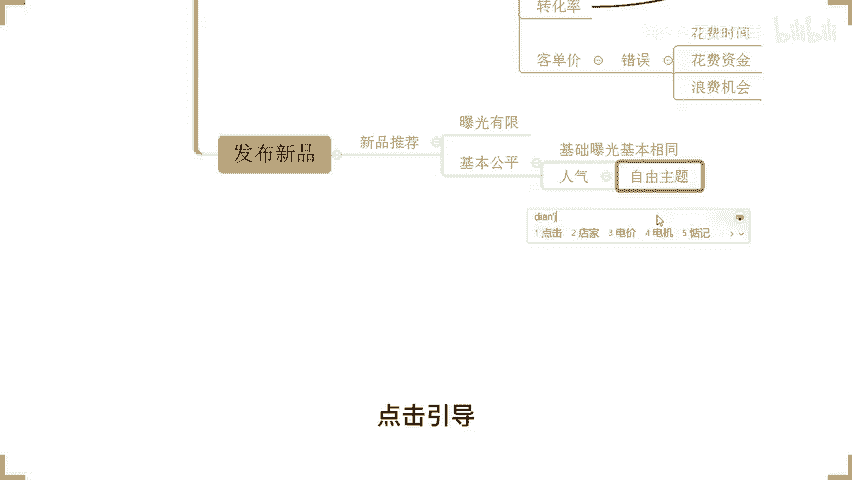 转化率
花费时间
bilibili
客单价
错误
花费资金
浪费机会
发布新品
新品推荐
曝光有限
基本公平
基础曝光基本相同
人气
自由主题
dian'j
1 点击 2 店家 3 电价 4 电机 5 惦记
点击引导